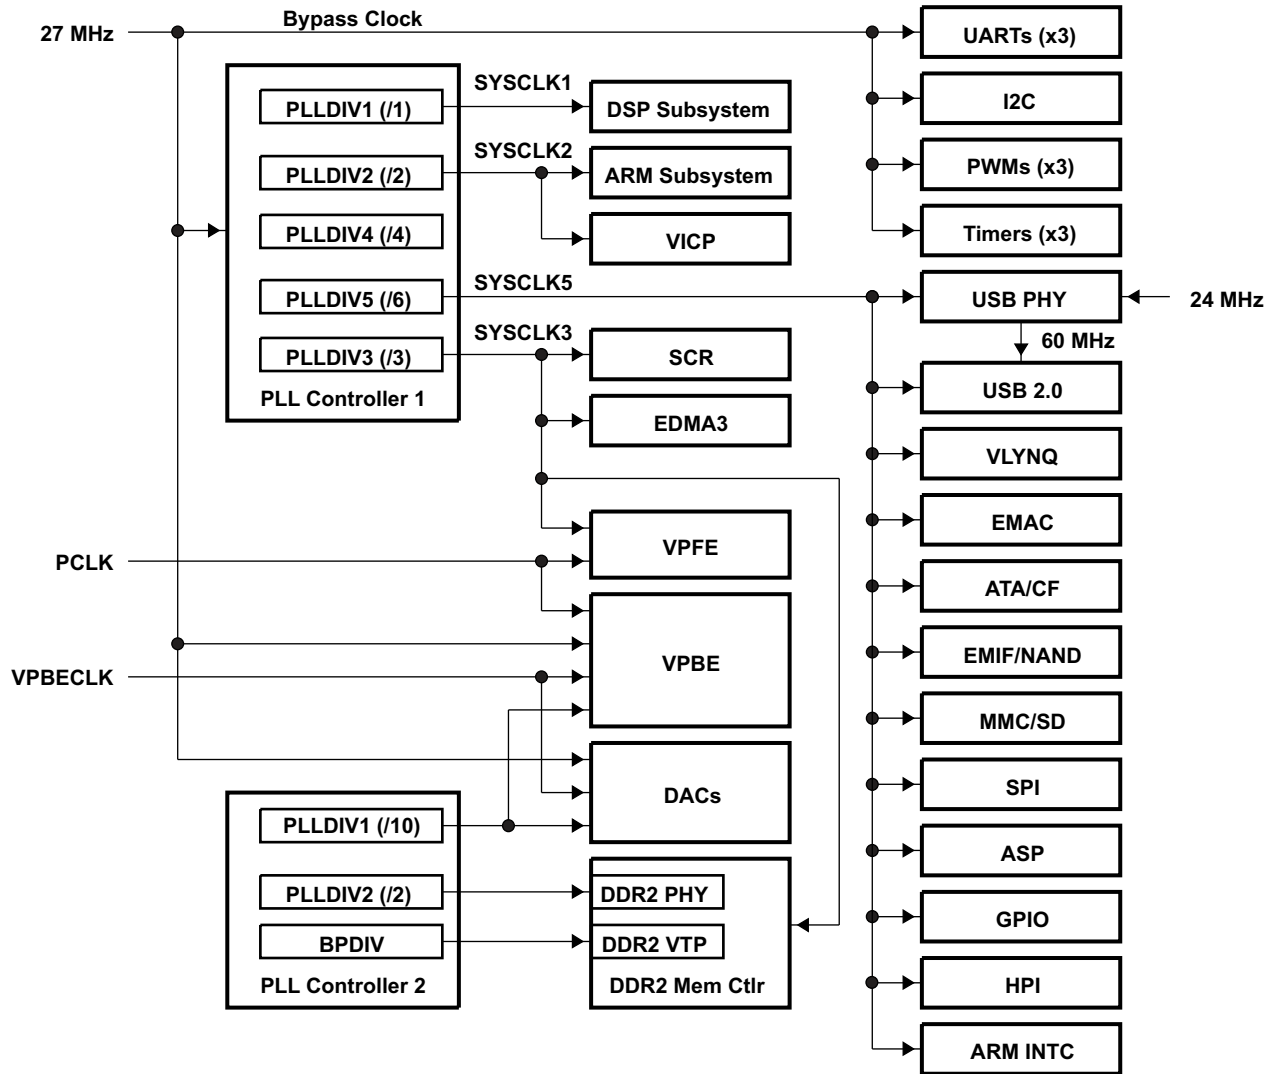 Bypass Clock
27 MHz
UARTs (x3)
SYSCLK1
PLLDIV1 (/1)
DSP Subsystem
I2C
SYSCLK2
PLLDIV2 (/2)
ARM Subsystem
PWMs (x3)
PLLDIV4 (/4)
VICP
Timers (x3)
SYSCLK5
PLLDIV5 (/6)
USB PHY
24 MHz
SYSCLK3
60 MHz
PLLDIV3 (/3)
SCR
PLL Controller 1
USB 2.0
EDMA3
VLYNQ
EMAC
VPFE
PCLK
ATA/CF
VPBE
EMIF/NAND
VPBECLK
MMC/SD
DACs
SPI
PLLDIV1 (/10)
ASP
PLLDIV2 (/2)
DDR2 PHY
GPIO
BPDIV
DDR2 VTP
PLL Controller 2
DDR2 Mem Ctlr
HPI
ARM INTC